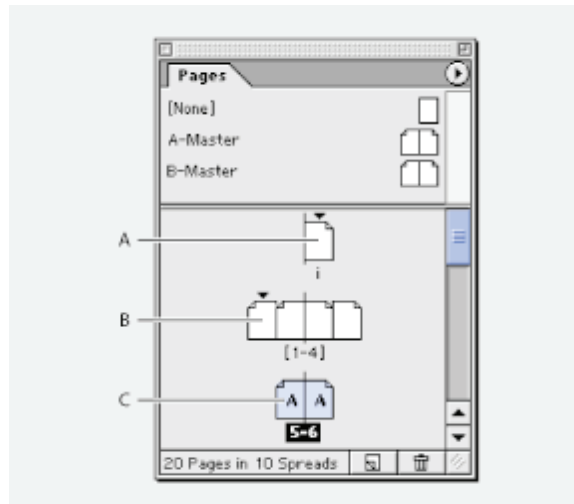 Pages
[None]
A-Master
B-Master
A
i
B
[1-4]
C
A A
5-6
20 Pages in 10 Spreads